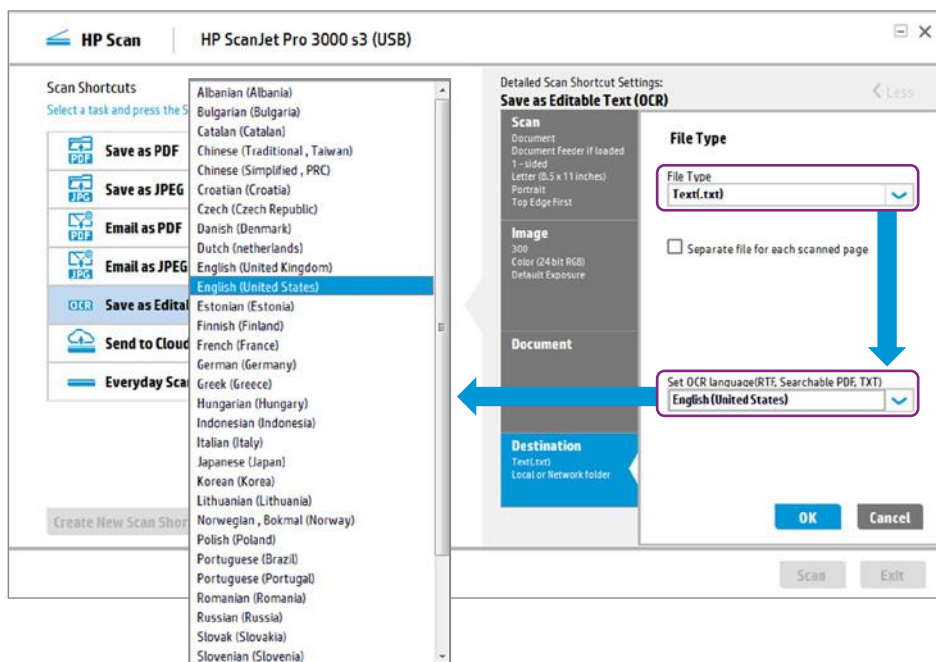 HP Scan
HP ScanJet Pro 3000 s3 (USB)
Scan Shortcuts
Select a task and press the S
PDF
Save as PDF
JPG
Save as JPEG
PDF
Email as PDF
JPG
Email as JPEG
OCR
Save as Edita
Send to Cloud
Everyday Sca
Create New Scan Shor
Albanian (Albania)
Bulgarian (Bulgaria)
Catalan (Catalan)
Chinese (Traditional , Taiwan)
Chinese (Simplified , PRC)
Croatian (Croatia)
Czech (Czech Republic)
Danish (Denmark)
Dutch (netherlands)
English (United Kingdom)
English (United States)
Estonian (Estonia)
Finnish (Finland)
French (France)
German (Germany)
Greek (Greece)
Hungarian (Hungary)
Indonesian (Indonesia)
Italian (Italy)
Japanese (Japan)
Korean (Korea)
Lithuanian (Lithuania)
Norwegian , Bokmal (Norway)
Polish (Poland)
Portuguese (Brazil)
Portuguese (Portugal)
Romanian (Romania)
Russian (Russia)
Slovak (Slovakia)
Slovenian (Slovenia)
Detailed Scan Shortcut Settings:
Save as Editable Text (OCR)
Less
Scan
Document
Document Feeder if loaded
1-sided
Letter (8.5 x 11 inches)
Portrait
Top Edge First
Image
300
Color (24 bit RGB)
Default Exposure
Document
Destination
Text(.txt)
Local or Network folder
File Type
File Type
Text(.txt)
Separate file for each scanned page
Set OCR language(RTF, Searchable PDF, TXT)
English (United States)
OK
Cancel
Scan
Exit